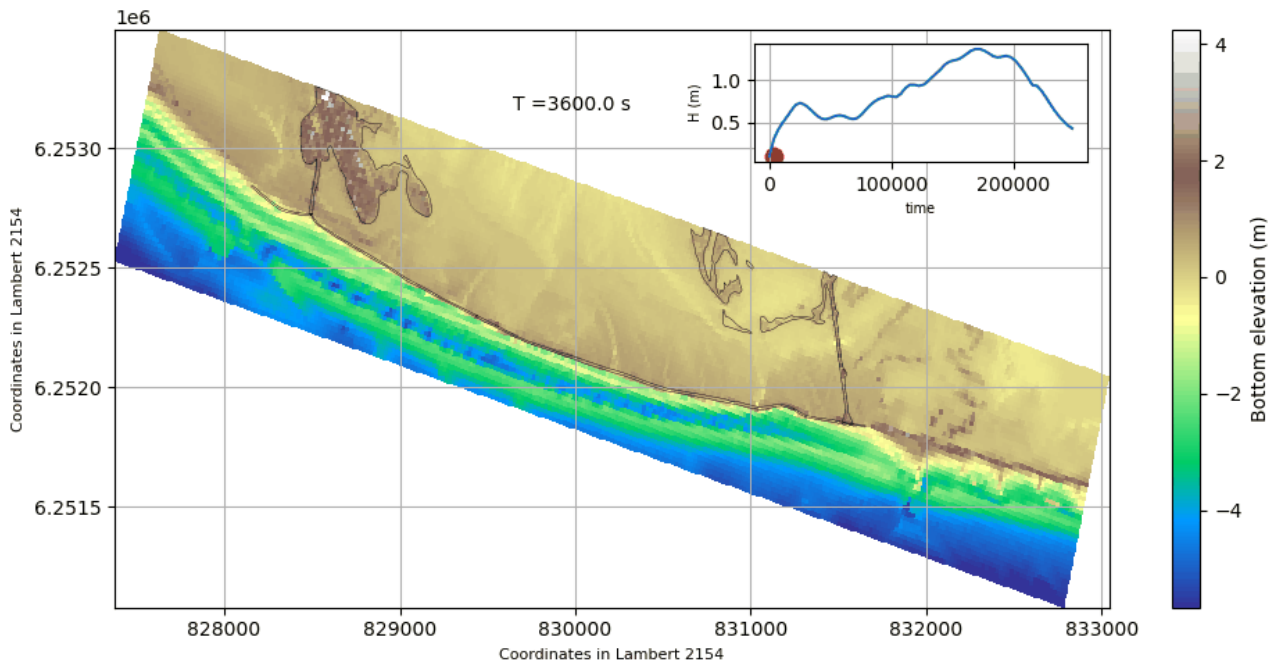 1e6
T =3600.0 s
H (m)
1.0
0.5
0
100000
200000
time
6.2530
6.2525
6.2520
6.2515
Coordinates in Lambert 2154
828000
829000
830000
831000
832000
833000
Coordinates in Lambert 2154
4
2
0
−2
−4
Bottom elevation (m)